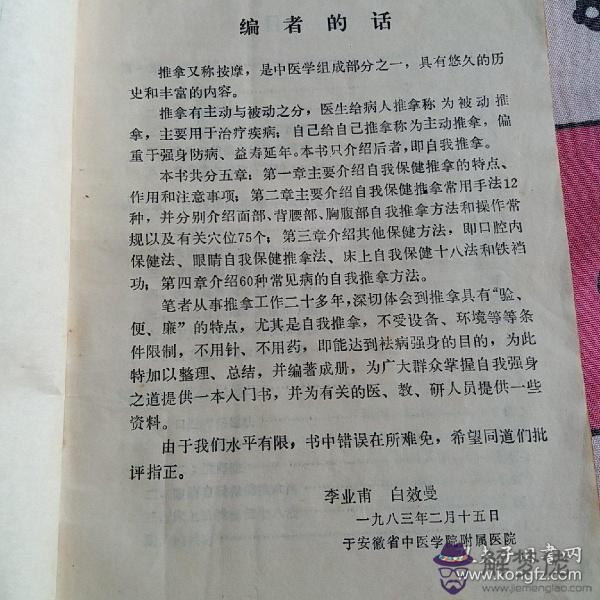 编者的话
推拿又称按摩，是中医学组成部分之一，具有悠久的历
史和丰富的内容。
推拿有主动与被动之分，医生给病人推拿称为被动推
拿，主要用于治疗疾病；自己给自己推拿称为主动推拿，偏
重于强身防病、益寿延年。本书只介绍后者，即自我推拿。
本书共分五章：第一章主要介绍自我保健推拿的特点、
作用和注意事项；第二章主要介绍自我保健推拿常用手法12
种，并分别介绍面部、背腰部、胸腹部自我推拿方法和操作常
规以及有关穴位75个；第三章介绍其他保健方法，即口腔内
保健法、眼睛自我保健推拿法、床上自我保健十八法和铁裆
功；第四章介绍60种常见病的自我推拿方法。
笔者从事推拿工作二十多年，深切体会到推拿具有“验、
便、廉”的特点，尤其是自我推拿，不受设备、环境等等条
件限制，不用针、不用药，即能达到祛病强身的目的，为此
特加以整理、总结，并编著成册，为广大群众掌握自我强身
之道提供一本入门书，并为有关的医、教、研人员提供一些
资料。
由于我们水平有限，书中错误在所难免，希望同道们批
评指正。
李业甫 白效曼
一九八三年二月十五日
于安徽省中医学院附属医院
孔夫子旧书网
www.kongfz.com
解梦佬
www.jiemenglao.com